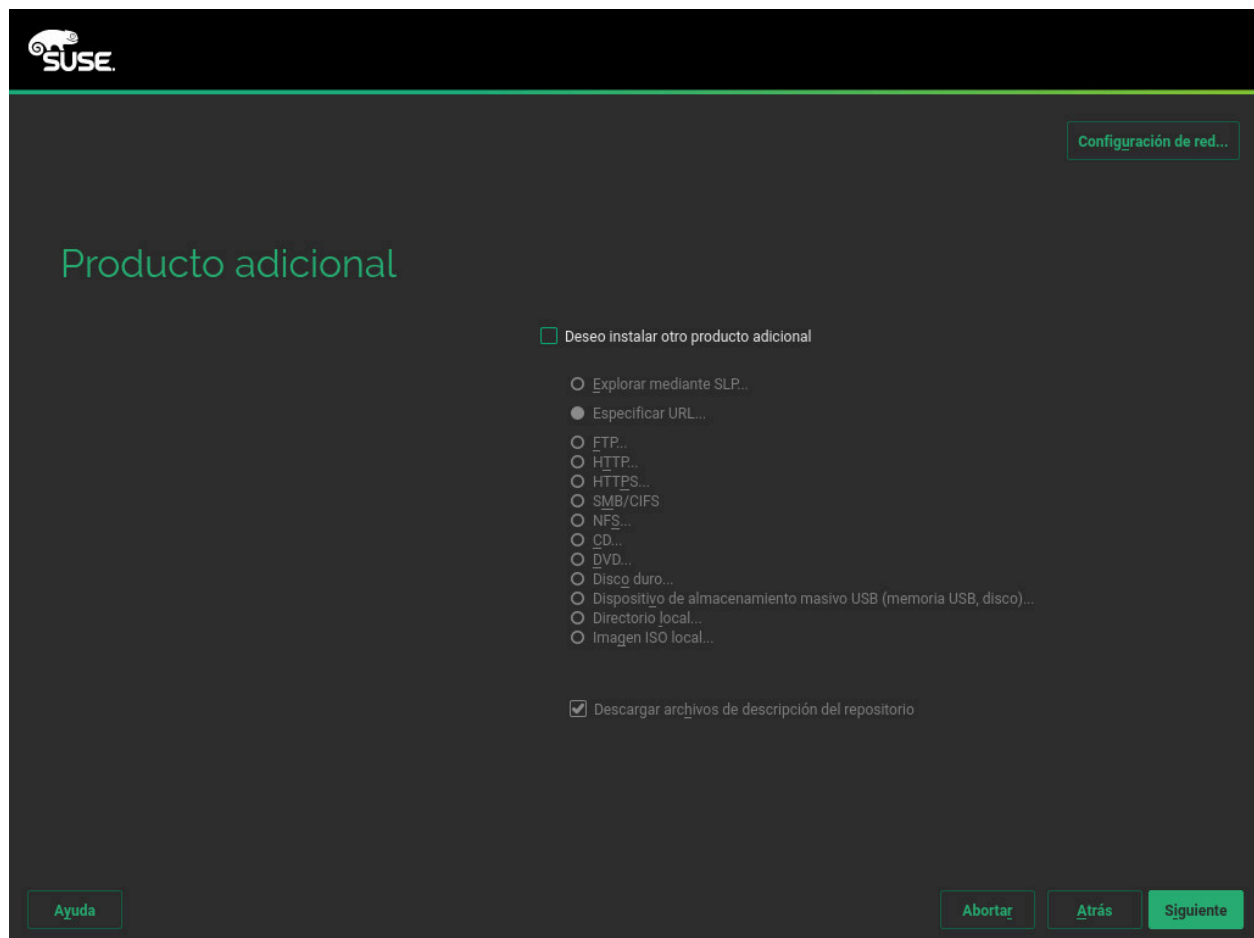 SUSE.
Configuración de red...
Producto adicional
Deseo instalar otro producto adicional
Explorar mediante SLP...
Especificar URL...
FTP...
HTTP...
HTTPS...
SMB/CIFS
NFS...
CD...
DVD...
Disco duro...
Dispositivo de almacenamiento masivo USB (memoria USB, disco)...
Directorio local...
Imagen ISO local...
Descargar archivos de descripción del repositorio
Ayuda
Abortar
Atrás
Siguiente